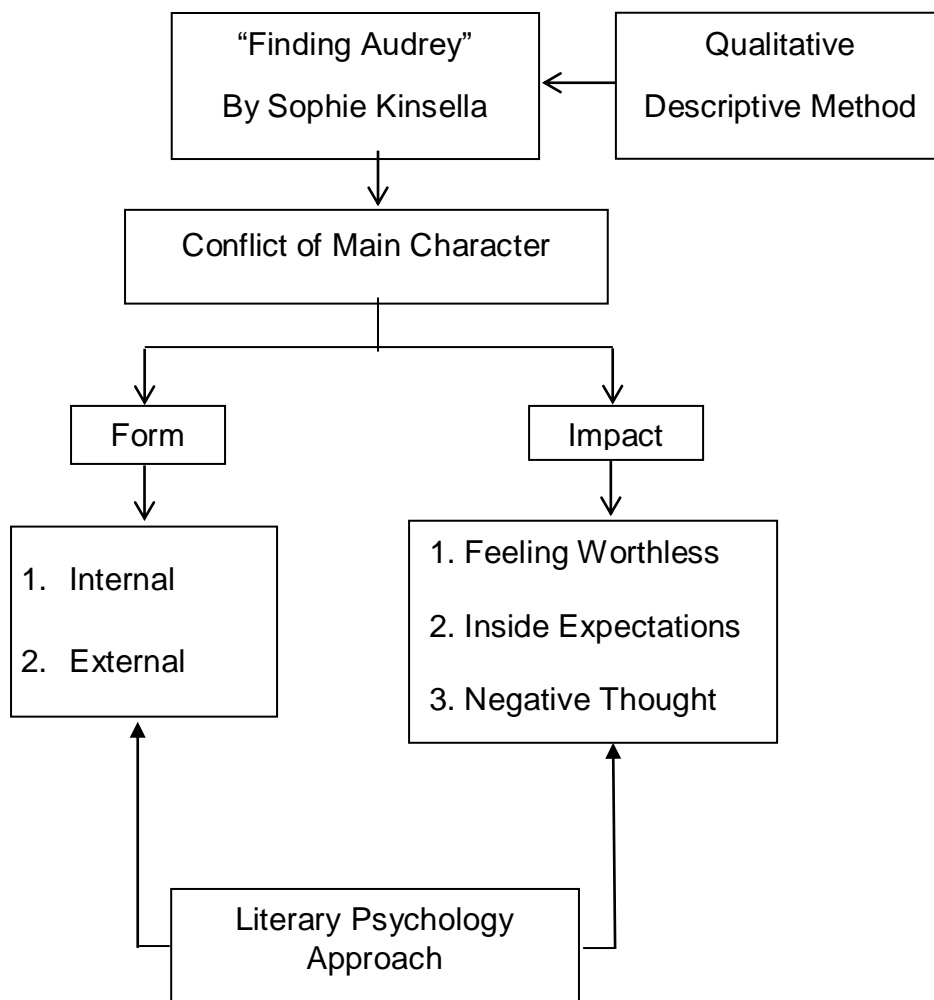 “Finding Audrey”
By Sophie Kinsella
Qualitative
Descriptive Method
Conflict of Main Character
Form
Impact
1. Internal
2. External
1. Feeling Worthless
2. Inside Expectations
3. Negative Thought
Literary Psychology
Approach